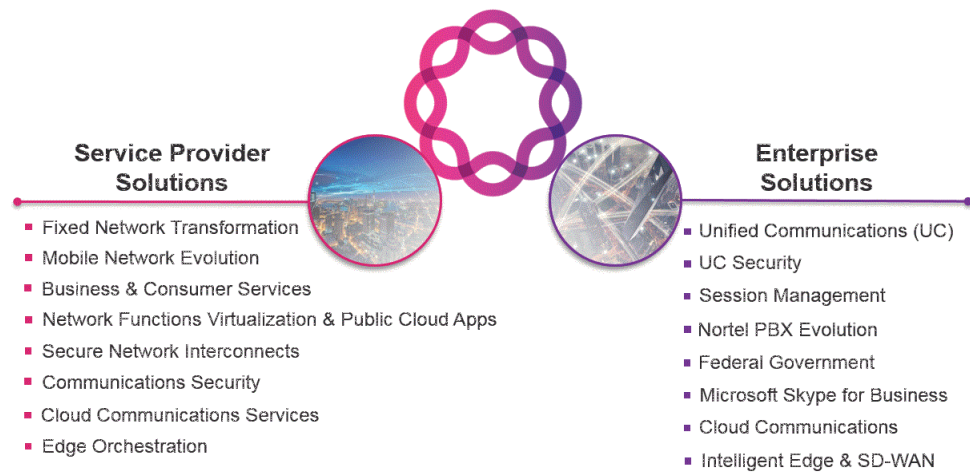 Service Provider
Solutions
Fixed Network Transformation
Mobile Network Evolution
Business & Consumer Services
Network Functions Virtualization & Public Cloud Apps
Secure Network Interconnects
Communications Security
Cloud Communications Services
Edge Orchestration
Enterprise
Solutions
Unified Communications (UC)
UC Security
Session Management
Nortel PBX Evolution
Federal Government
Microsoft Skype for Business
Cloud Communications
Intelligent Edge & SD-WAN